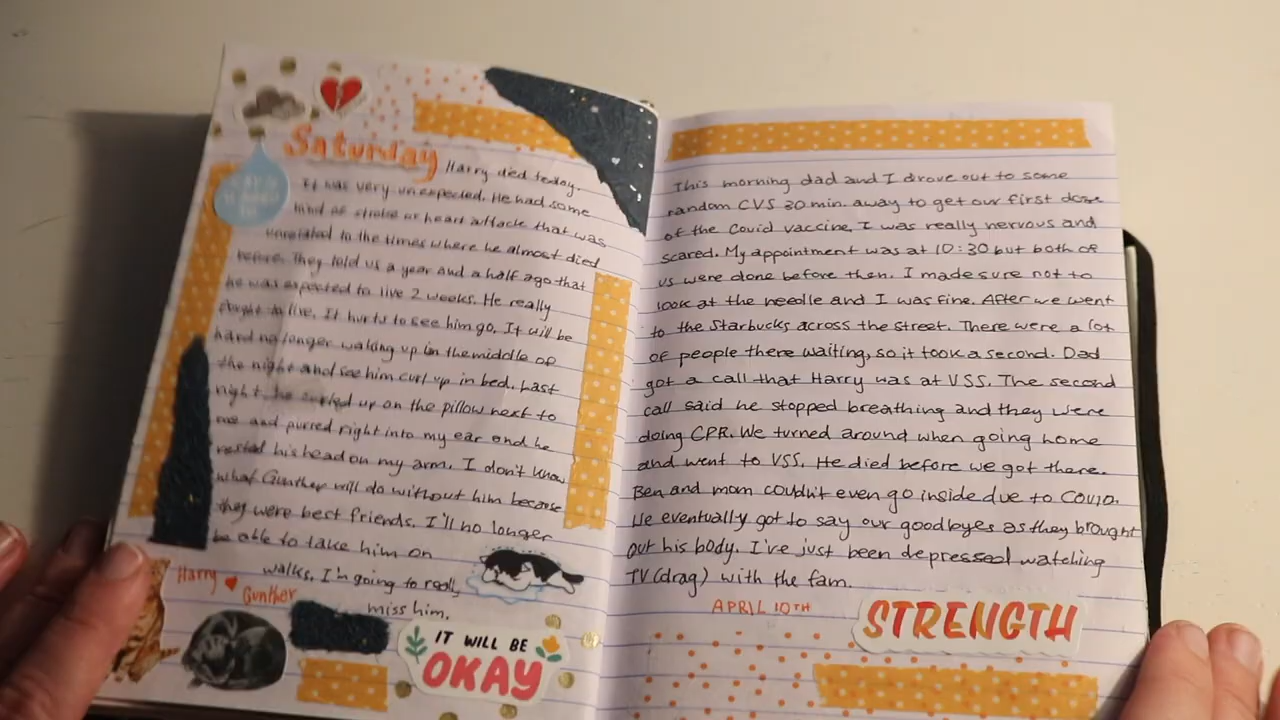 Saturday
Harry died today.
It was very unexpected. He had some
kind of stroke or heart attack that was
unrelated to the times where he almost died
before. They told us a year and a half ago that
he was expected to live 2 weeks. He really
fought to live. It hurts to see him go. It will be
hard no longer waking up in the middle of
the night and see him curl up in bed. Last
night he curled up on the pillow next to
me and purred right into my ear and he
rested his head on my arm. I don't know
what Gunther will do without him because
they were best friends. I'll no longer
be able to take him on
walks. I'm going to really
miss him.
Harry
Gunther
IT WILL BE
OKAY
This morning dad and I drove out to some
random CVS 30 min. away to get our first dose
of the Covid vaccine. I was really nervous and
scared. My appointment was at 10:30 but both of
us were done before then. I made sure not to
look at the needle and I was fine. After we went
to the Starbucks across the street. There were a lot
of people there waiting, so it took a second. Dad
got a call that Harry was at VSS. The second
call said he stopped breathing and they were
doing CPR. We turned around when going home
and went to VSS. He died before we got there.
Ben and mom couldn't even go inside due to COVID.
We eventually got to say our goodbyes as they brought
out his body. I've just been depressed watching
TV (drag) with the fam.
APRIL 10TH
STRENGTH